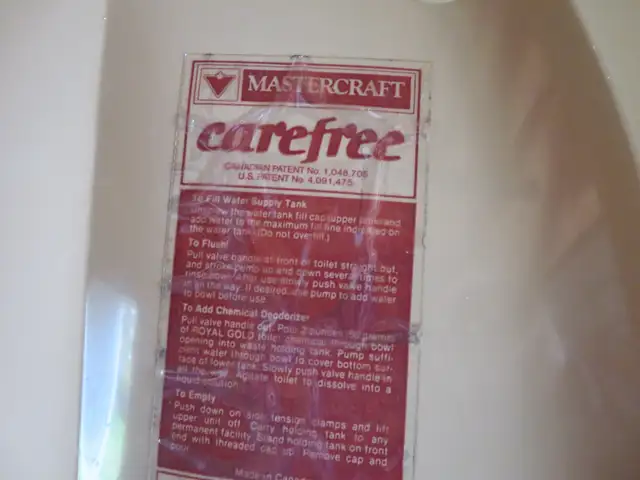 MASTERCRAFT
carefree
CANADIAN PATENT No. 1,048,705
U.S. PATENT No. 4,091,475
To Fill Water Supply Tank
the water tank fill cap upper and
add water to the maximum fill line indicated on
the water tank (Do not overfill.)
To Flush
Pull valve handle at front of toilet straight out,
and stroke pump up and down several times to
rinse bowl. After use slowly push valve handle
in all the way. If desired, use pump to add water
to bowl before use.
To Add Chemical Deodorizer
Pull valve handle out. Pour 2 ounces
of ROYAL GOLD toilet chemical through bowl
opening into waste holding tank. Pump suffi-
cient water through bowl to cover bottom sur-
face of lower tank. Slowly push valve handle in
all the way. Agitate toilet to dissolve into a
liquid solution.
To Empty
Push down on side tension clamps and lift
upper unit off. Carry holding tank to any
permanent facility. Stand holding tank on front
end with threaded cap up. Remove cap and
pour.
Made in Canada